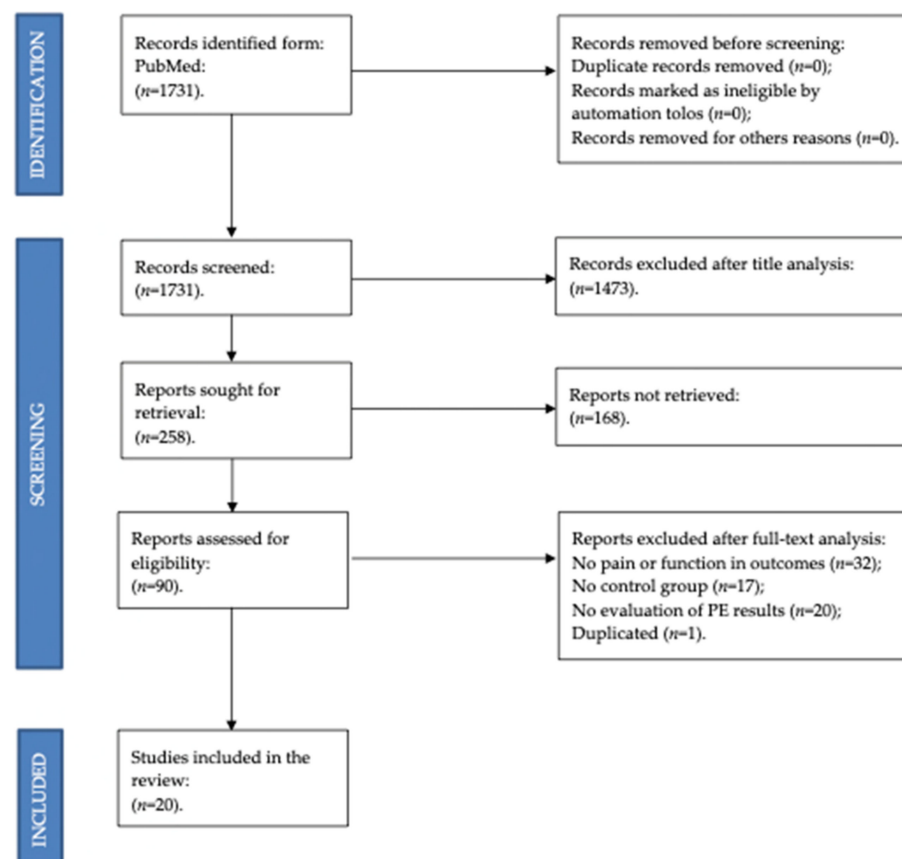 IDENTIFICATION
Records identified form:
PubMed:
(n=1731).
Records removed before screening:
Duplicate records removed (n=0);
Records marked as ineligible by
automation tolos (n=0);
Records removed for others reasons (n=0).
SCREENING
Records screened:
(n=1731).
Records excluded after title analysis:
(n=1473).
Reports sought for
retrieval:
(n=258).
Reports not retrieved:
(n=168).
Reports assessed for
eligibility:
(n=90).
Reports excluded after full-text analysis:
No pain or function in outcomes (n=32);
No control group (n=17);
No evaluation of PE results (n=20);
Duplicated (n=1).
INCLUDED
Studies included in the
review:
(n=20).